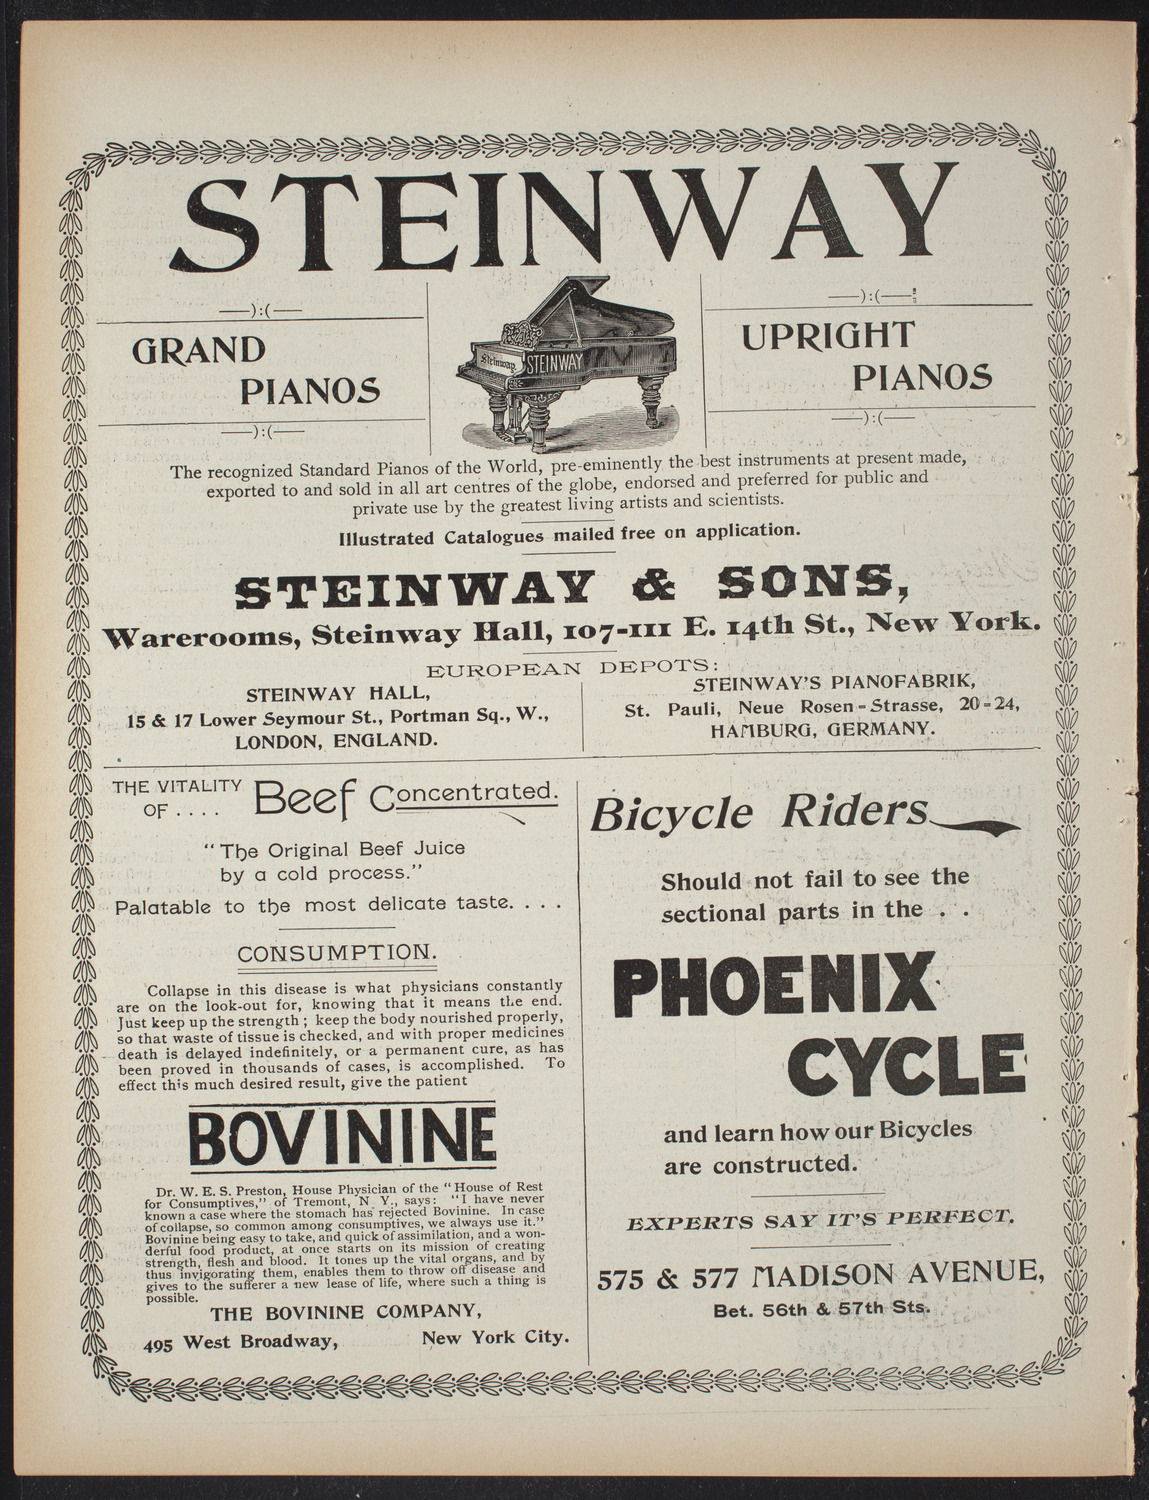 STEINWAY
——):(——
GRAND
PIANOS
——):(——
Steinway
STEINWAY
——):(——
UPRIGHT
PIANOS
——):(——
The recognized Standard Pianos of the World, pre-eminently the best instruments at present made,
exported to and sold in all art centres of the globe, endorsed and preferred for public and
private use by the greatest living artists and scientists.
Illustrated Catalogues mailed free on application.
STEINWAY & SONS,
Warerooms, Steinway Hall, 107-111 E. 14th St., New York.
EUROPEAN DEPOTS:
STEINWAY HALL,
15 & 17 Lower Seymour St., Portman Sq., W.,
LONDON, ENGLAND.
STEINWAY'S PIANOFABRIK,
St. Pauli, Neue Rosen-Strasse, 20-24,
HAMBURG, GERMANY.
THE VITALITY
OF . . . .
Beef Concentrated.
"The Original Beef Juice
by a cold process."
Palatable to the most delicate taste. . . .
CONSUMPTION.
Collapse in this disease is what physicians constantly
are on the look-out for, knowing that it means the end.
Just keep up the strength ; keep the body nourished properly,
so that waste of tissue is checked, and with proper medicines
death is delayed indefinitely, or a permanent cure, as has
been proved in thousands of cases, is accomplished. To
effect this much desired result, give the patient
BOVININE
Dr. W. E. S. Preston, House Physician of the "House of Rest
for Consumptives," of Tremont, N Y., says: "I have never
known a case where the stomach has rejected Bovinine. In case
of collapse, so common among consumptives, we always use it."
Bovinine being easy to take, and quick of assimilation, and a won-
derful food product, at once starts on its mission of creating
strength, flesh and blood. It tones up the vital organs, and by
thus invigorating them, enables them to throw off disease and
gives to the sufferer a new lease of life, where such a thing is
possible.
THE BOVININE COMPANY,
495 West Broadway, New York City.
Bicycle Riders
Should not fail to see the
sectional parts in the . .
PHOENIX
CYCLE
and learn how our Bicycles
are constructed.
EXPERTS SAY IT'S PERFECT.
575 & 577 MADISON AVENUE,
Bet. 56th & 57th Sts.